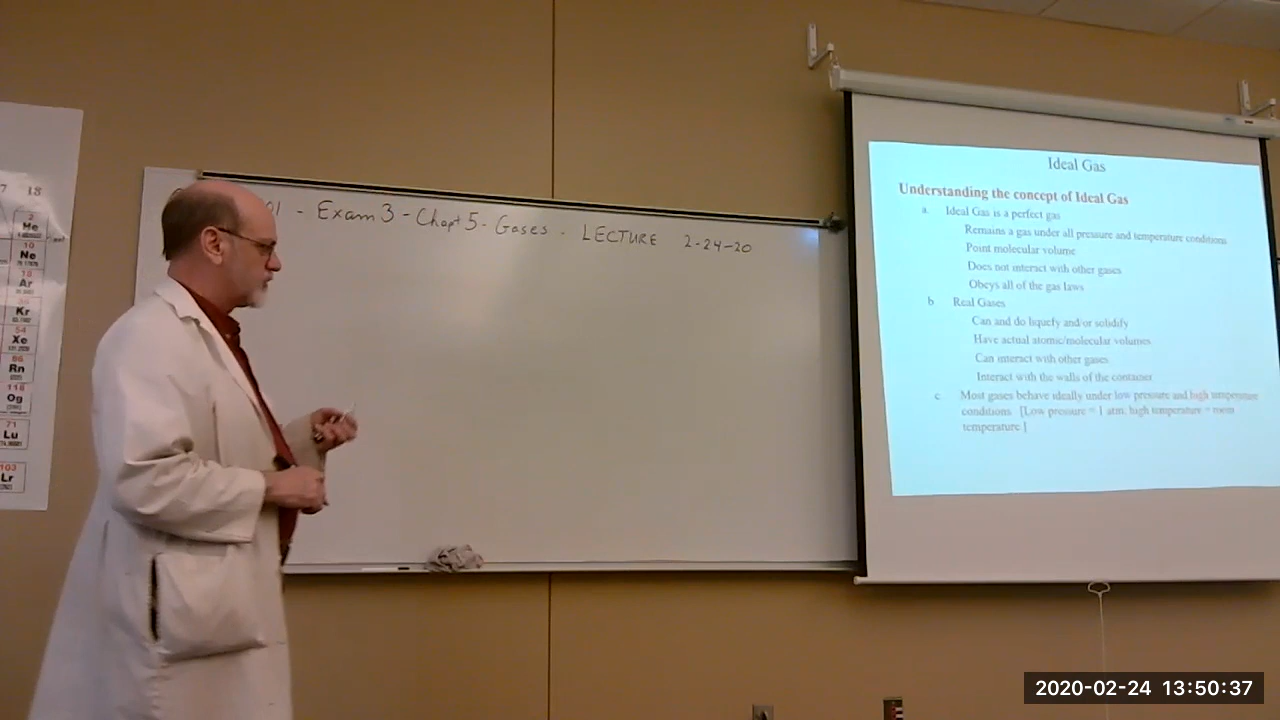 7 18
2
He
10
Ne
18
Ar
Kr
54
Xe
86
Rn
118
Og
71
Lu
103
Lr
01 - Exam 3 - Chapt 5 - Gases - LECTURE 2-24-20
Ideal Gas
Understanding the concept of Ideal Gas
a. Ideal Gas is a perfect gas
Remains a gas under all pressure and temperature conditions
Point molecular volume
Does not interact with other gases
Obeys all of the gas laws
b Real Gases
Can and do liquefy and/or solidify
Have actual atomic/molecular volumes
Can interact with other gases
Interact with the walls of the container
c. Most gases behave ideally under low pressure and high temperature
conditions [Low pressure = 1 atm, high temperature = room
temperature ]
2020-02-24 13:50:37